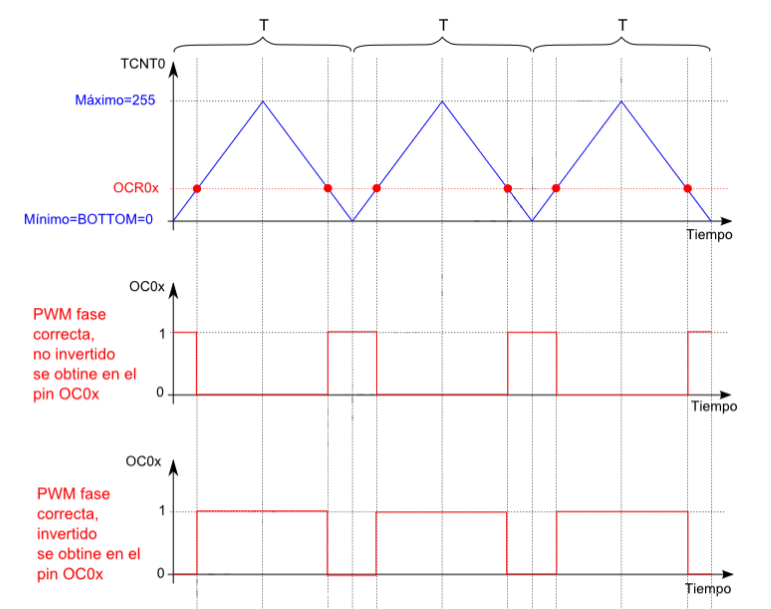 T T T
TCNT0
Máximo=255
OCR0x
Mínimo=BOTTOM=0
Tiempo
OC0x
PWM fase
correcta,
no invertido
se obtine en el
pin OC0x
1
0
Tiempo
OC0x
PWM fase
correcta,
invertido
se obtine en el
pin OC0x
1
0
Tiempo